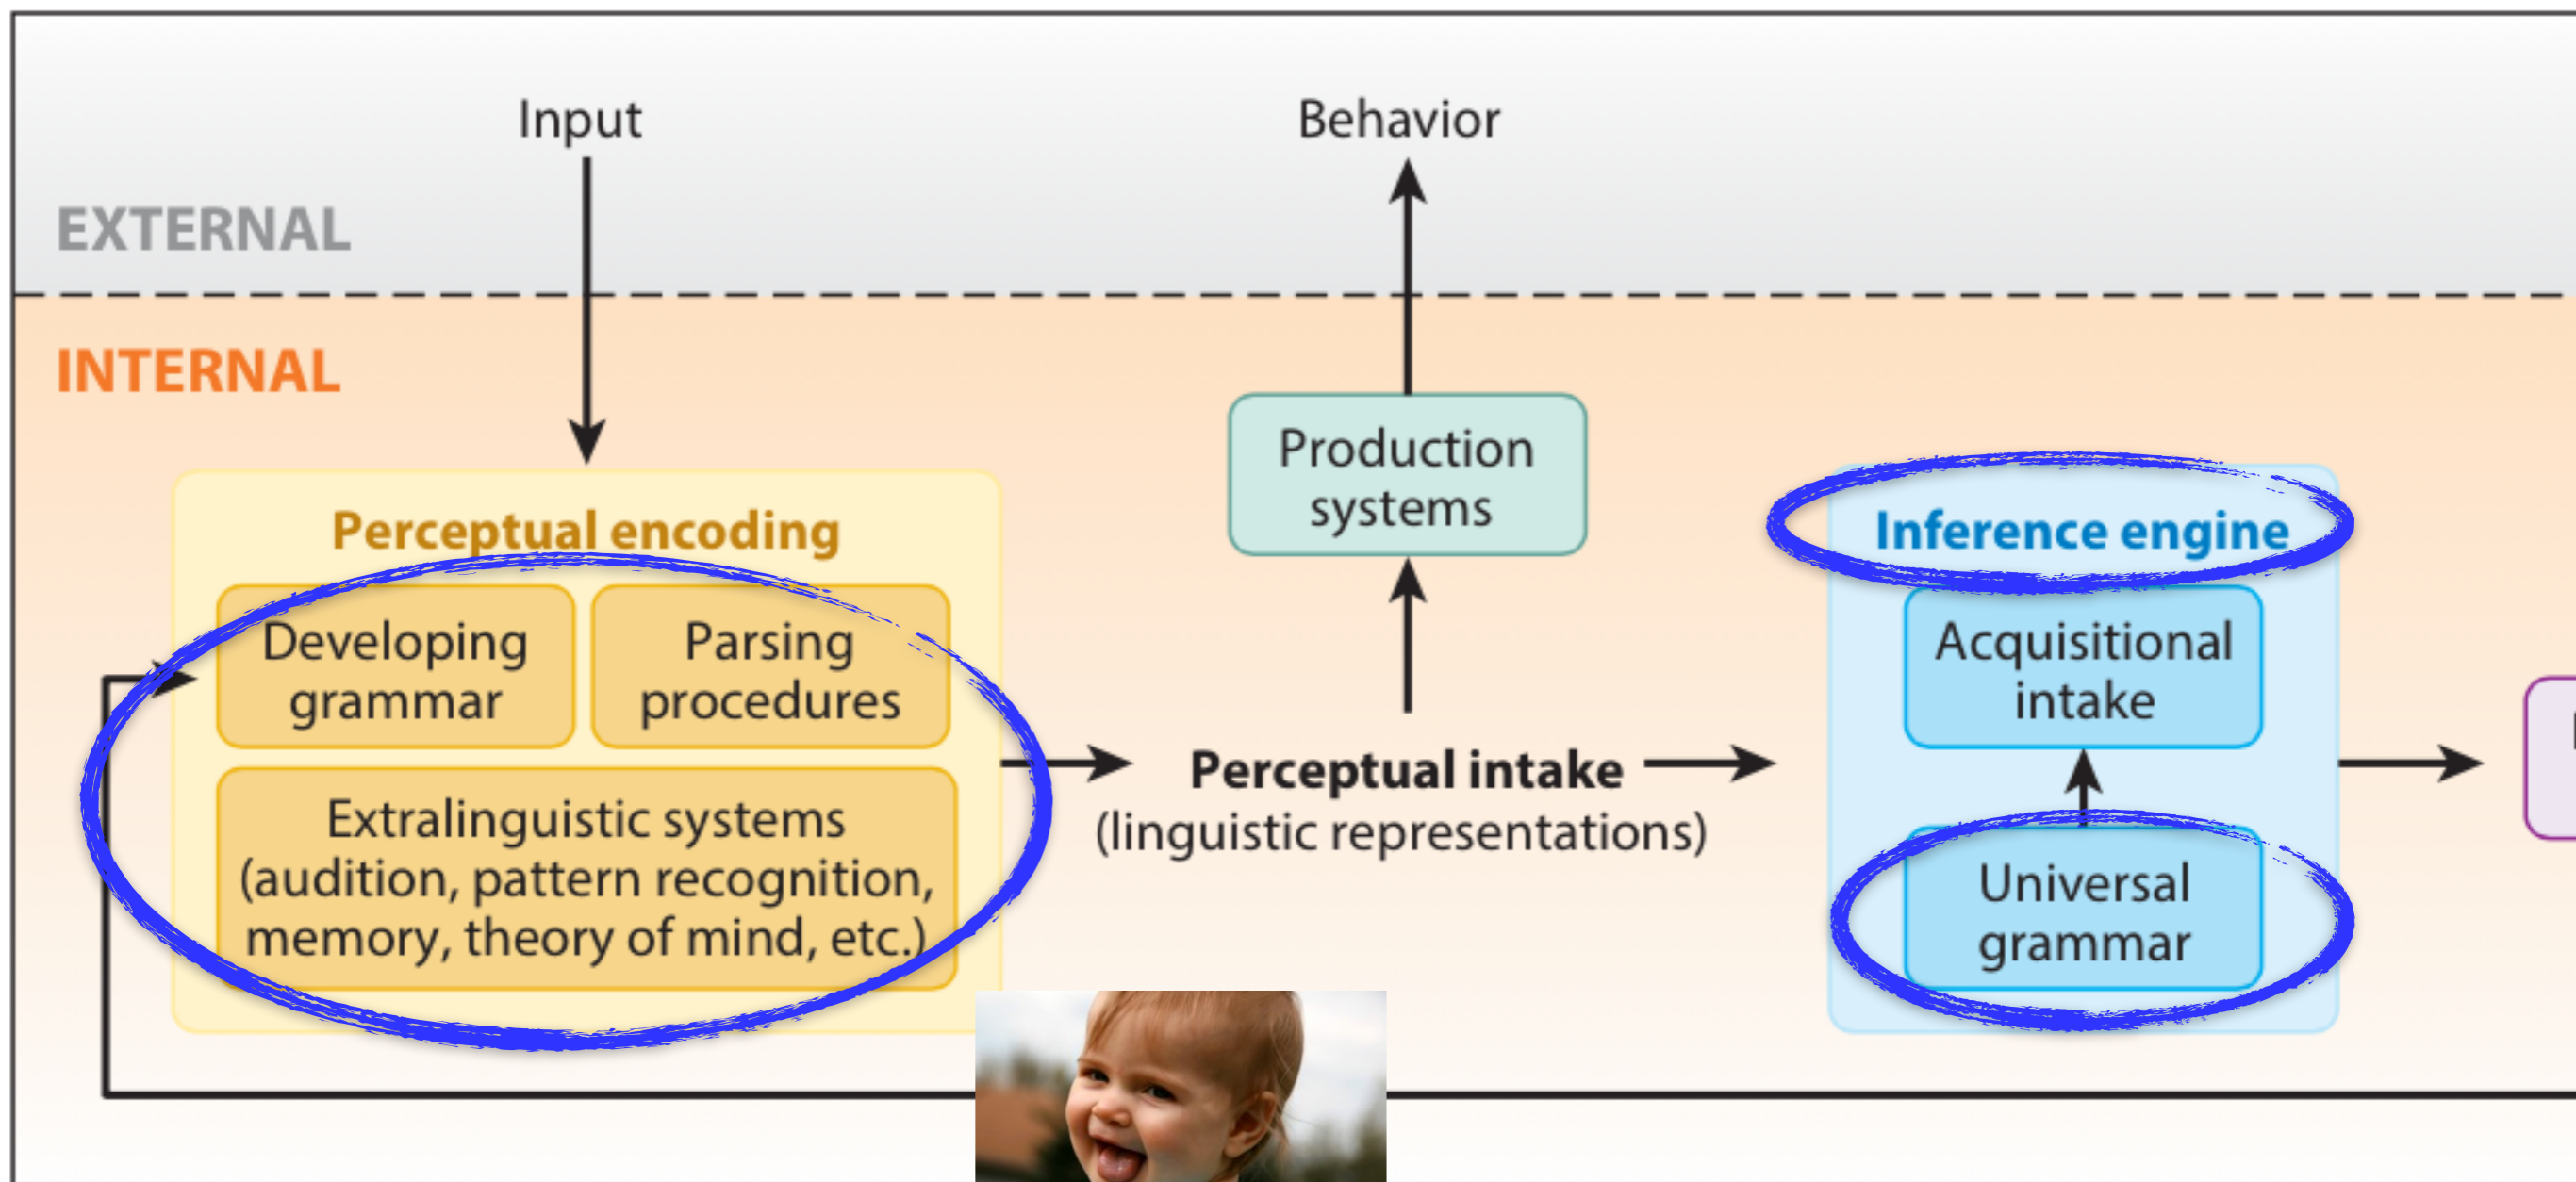 Input
Behavior
EXTERNAL
INTERNAL
Perceptual encoding
Developing
grammar
Parsing
procedures
Extralinguistic systems
(audition, pattern recognition,
memory, theory of mind, etc.)
Production
systems
Perceptual intake
(linguistic representations)
Inference engine
Acquisitional
intake
Universal
grammar